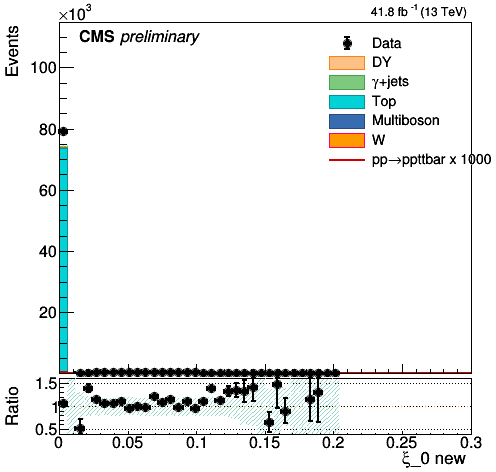 ×10³
41.8 fb⁻¹ (13 TeV)
CMS preliminary
Events
100
80
60
40
20
Data
DY
γ+jets
Top
Multiboson
W
pp→ppttbar x 1000
Ratio
1.5
1
0.5
0 0.05 0.1 0.15 0.2 0.25 0.3
ξ_0 new